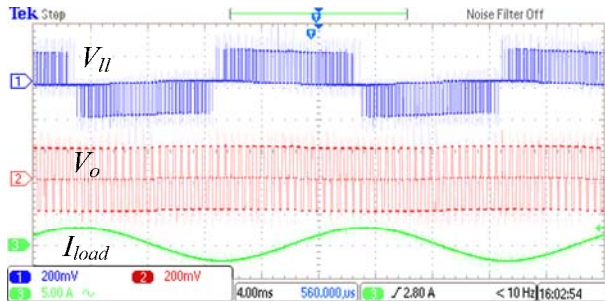 Tek Stop
Noise Filter Off
1
V_ll
V_o
2
I_load
3
1 200mV 2 200mV
3 5.00 A 4.00ms 560.000µs 3 2.80 A < 10 Hz 16:02:54